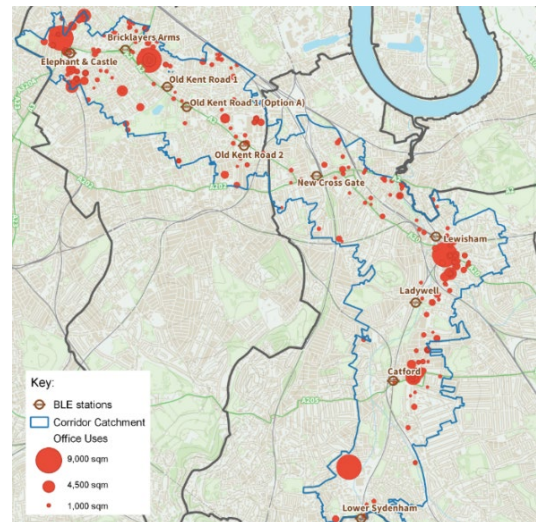 Bricklayers Arms
Elephant & Castle
Old Kent Road 1
Old Kent Road 1 (Option A)
Old Kent Road 2
A202
New Cross Gate
Lewisham
Ladywell
Catford
A205
Lower Sydenham
Key:
BLE stations
Corridor Catchment
Office Uses
9,000 sqm
4,500 sqm
1,000 sqm